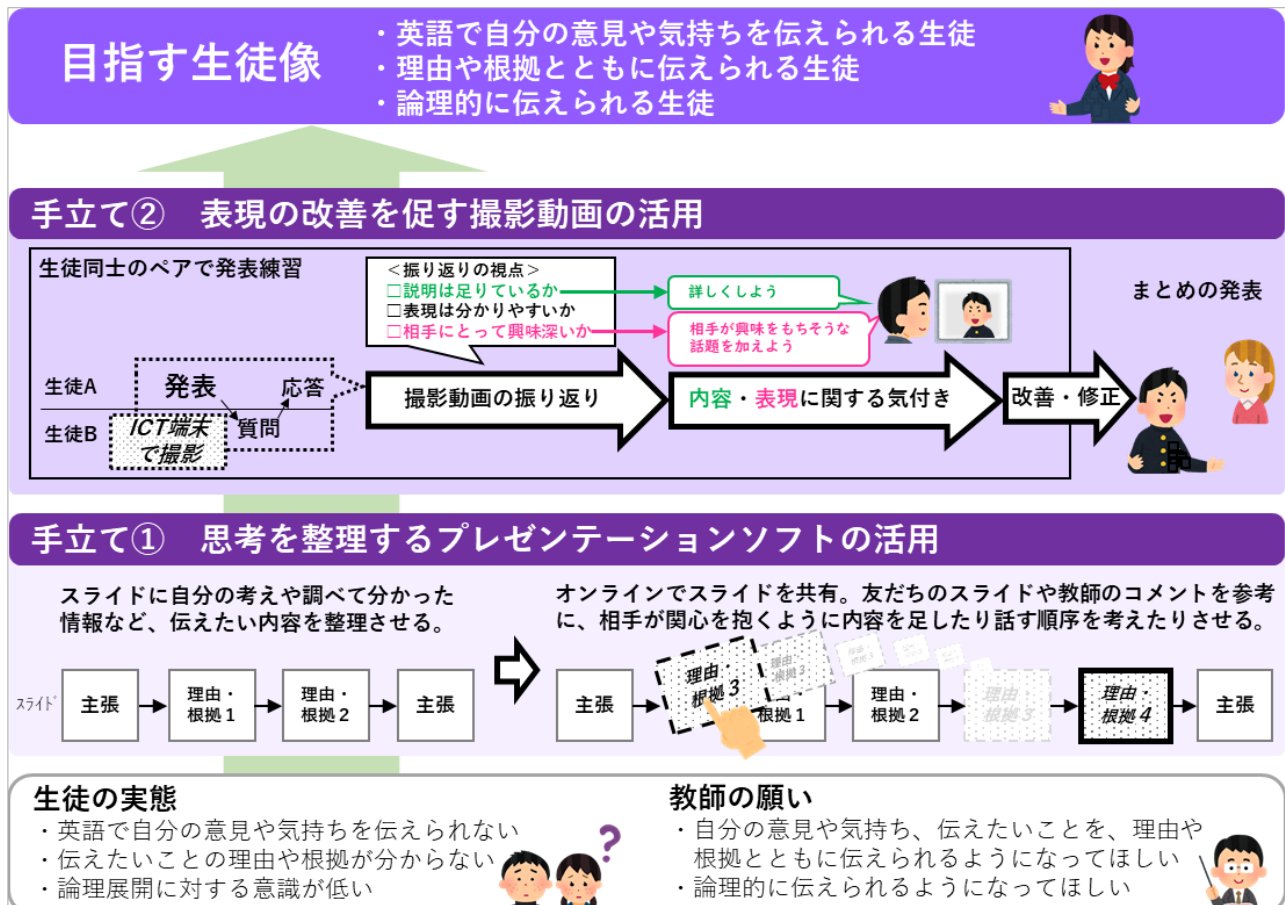 目指す生徒像
・英語で自分の意見や気持ちを伝えられる生徒
・理由や根拠とともに伝えられる生徒
・論理的に伝えられる生徒
手立て② 表現の改善を促す撮影動画の活用
生徒同士のペアで発表練習
<振り返りの視点>
□説明は足りているか
□表現は分かりやすいか
□相手にとって興味深いか
詳しくしよう
相手が興味をもちそうな
話題を加えよう
まとめの発表
生徒A
発表
応答
生徒B
ICT端末
で撮影
質問
撮影動画の振り返り
内容・表現に関する気付き
改善・修正
手立て① 思考を整理するプレゼンテーションソフトの活用
スライドに自分の考えや調べて分かった
情報など、伝えたい内容を整理させる。
オンラインでスライドを共有。友だちのスライドや教師のコメントを参考
に、相手が関心を抱くように内容を足したり話す順序を考えたりさせる。
スライド
主張
理由・
根拠1
理由・
根拠2
主張
主張
理由・
根拠3
理由・
根拠3
理由・
根拠3
根拠1
理由・
根拠2
理由・
根拠3
理由・
根拠4
主張
生徒の実態
・英語で自分の意見や気持ちを伝えられない
・伝えたいことの理由や根拠が分からない
・論理展開に対する意識が低い
?
教師の願い
・自分の意見や気持ち、伝えたいことを、理由や
根拠とともに伝えられるようになってほしい
・論理的に伝えられるようになってほしい